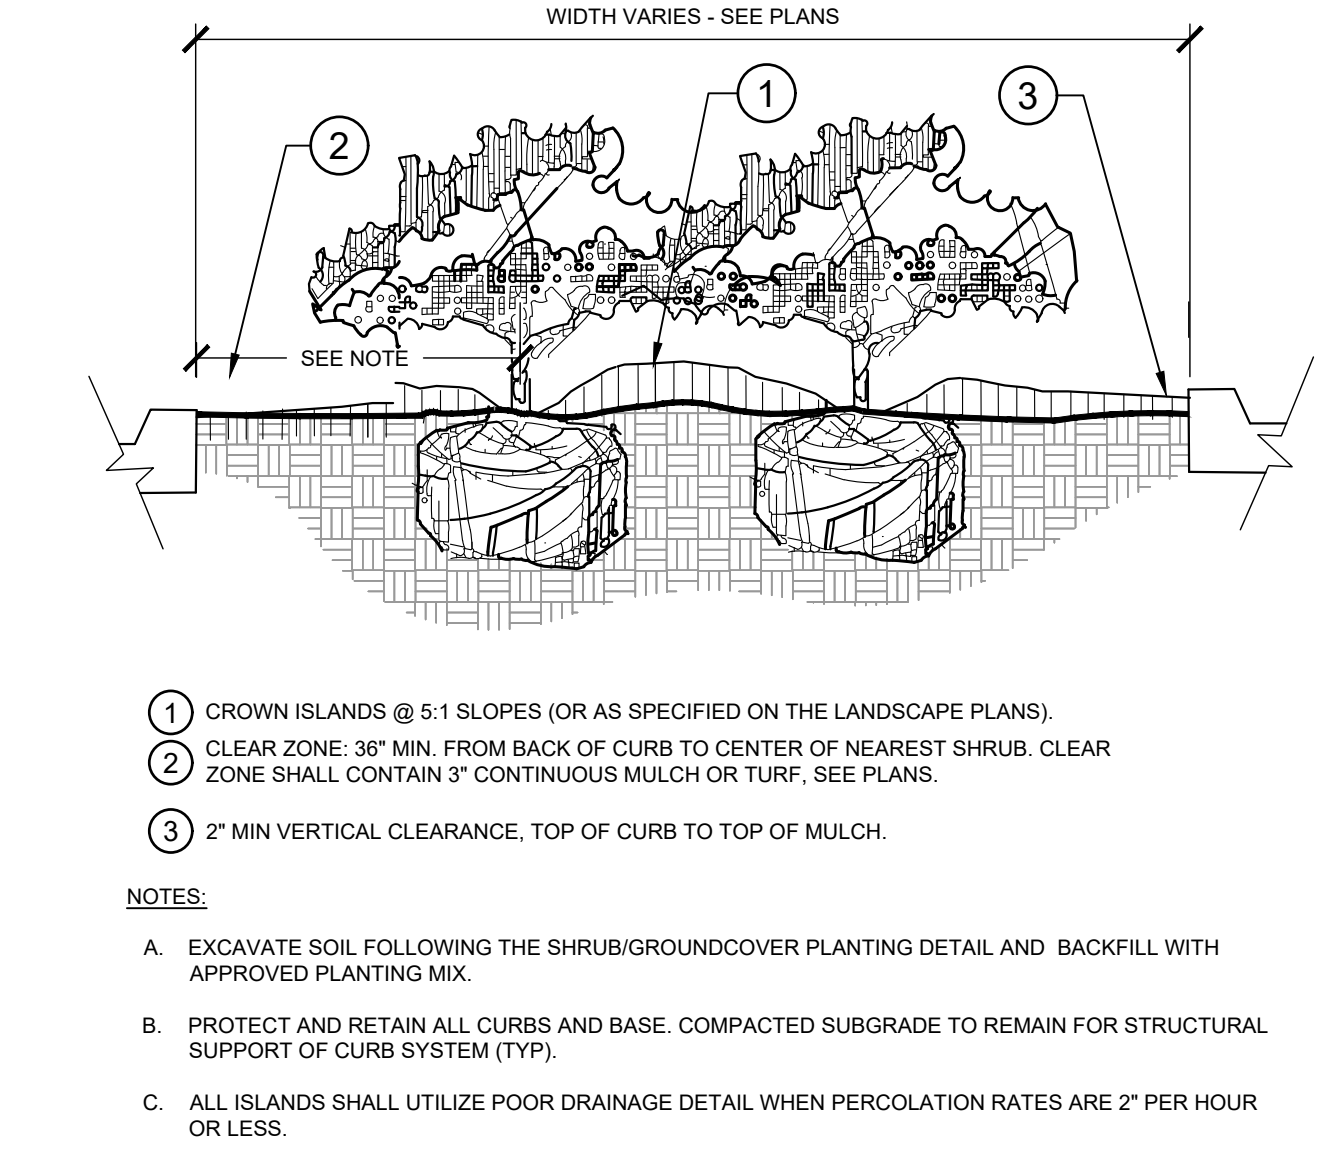 WIDTH VARIES - SEE PLANS
1
3
2
SEE NOTE
1 CROWN ISLANDS @ 5:1 SLOPES (OR AS SPECIFIED ON THE LANDSCAPE PLANS).
2 CLEAR ZONE: 36" MIN. FROM BACK OF CURB TO CENTER OF NEAREST SHRUB. CLEAR
ZONE SHALL CONTAIN 3" CONTINUOUS MULCH OR TURF, SEE PLANS.
3 2" MIN VERTICAL CLEARANCE, TOP OF CURB TO TOP OF MULCH.
NOTES:
A. EXCAVATE SOIL FOLLOWING THE SHRUB/GROUNDCOVER PLANTING DETAIL AND BACKFILL WITH
APPROVED PLANTING MIX.
B. PROTECT AND RETAIN ALL CURBS AND BASE. COMPACTED SUBGRADE TO REMAIN FOR STRUCTURAL
SUPPORT OF CURB SYSTEM (TYP).
C. ALL ISLANDS SHALL UTILIZE POOR DRAINAGE DETAIL WHEN PERCOLATION RATES ARE 2" PER HOUR
OR LESS.